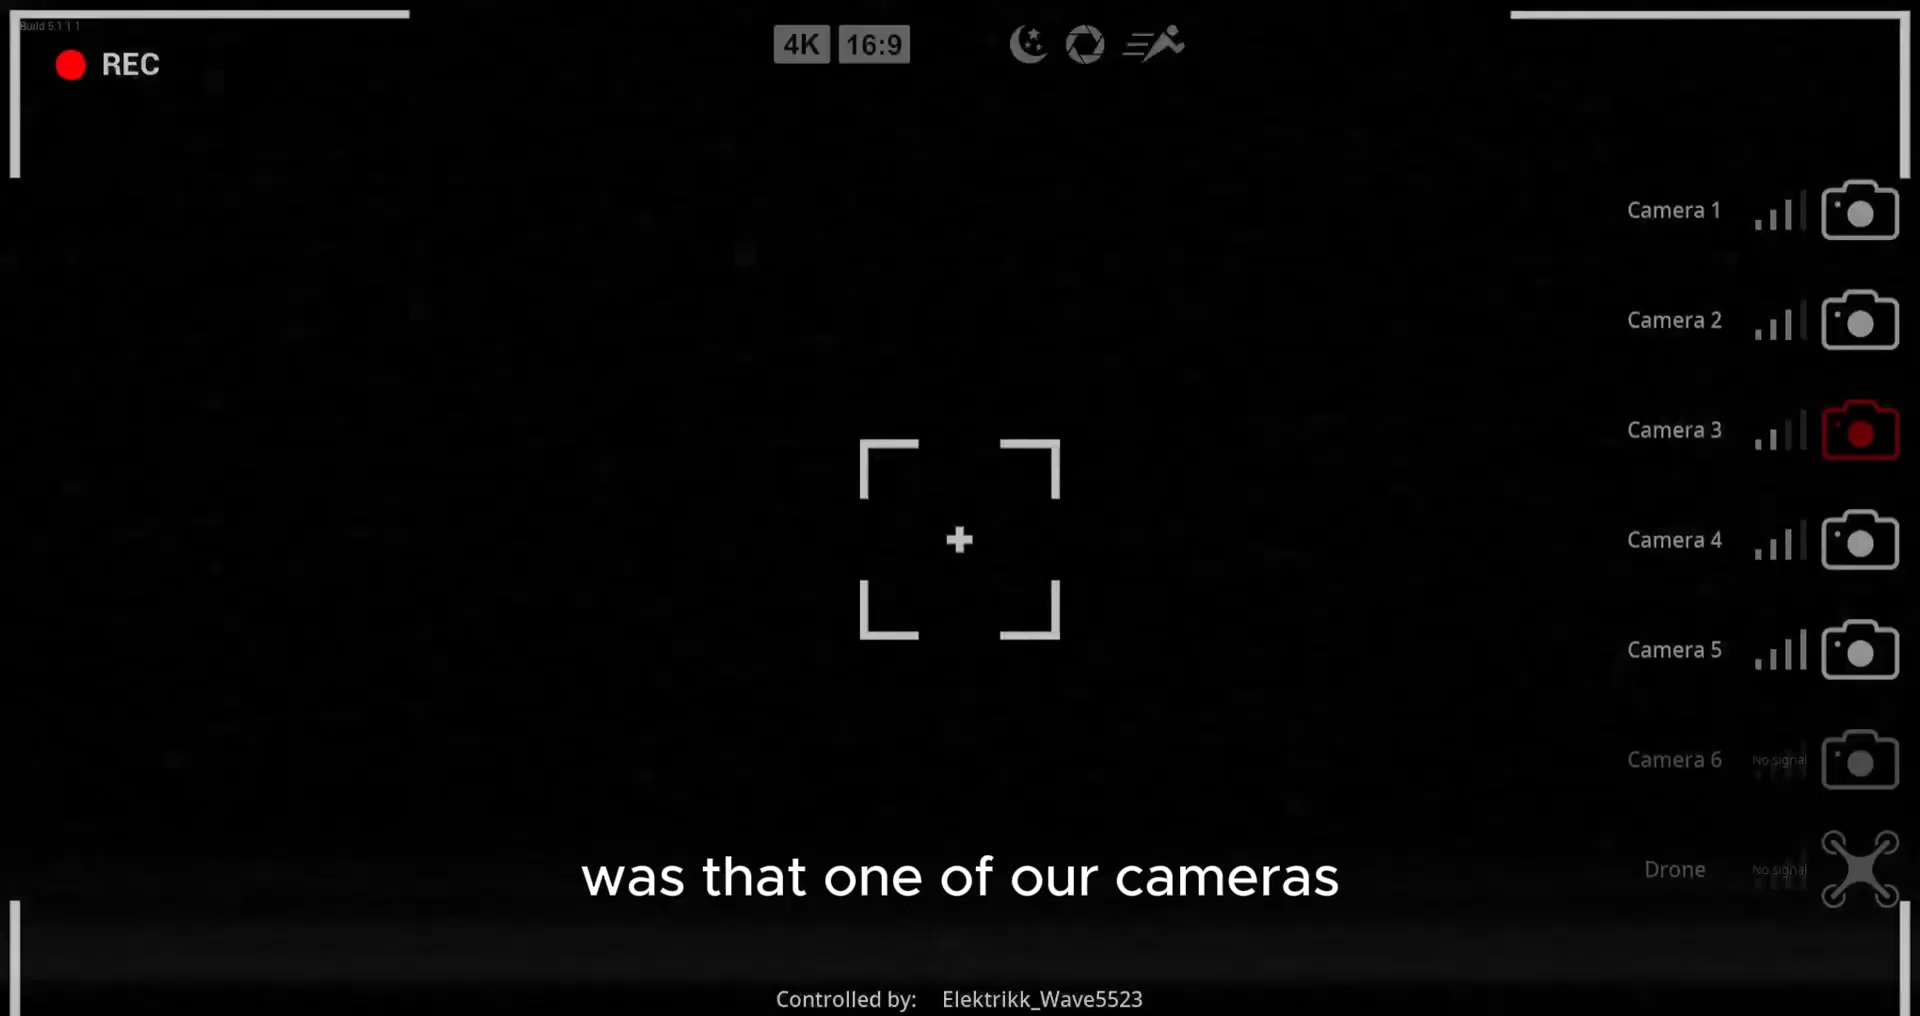 Build 5.1.1.1
REC
4K 16:9
Camera 1
Camera 2
Camera 3
Camera 4
Camera 5
Camera 6 No signal
Drone No signal
was that one of our cameras
Controlled by: Elektrikk_Wave5523